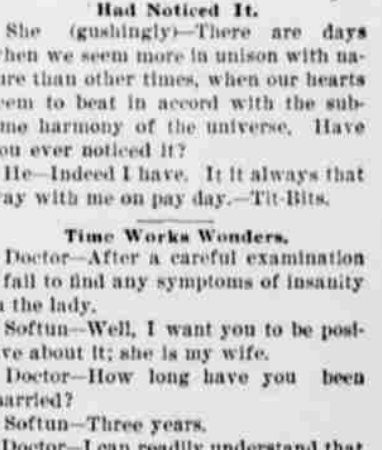 Had Noticed It.
She (gushingly)—There are days
hen we seem more in unison with na-
ure than other times, when our hearts
eem to beat in accord with the sub-
me harmony of the universe. Have
ou ever noticed it?
He—Indeed I have. It it always that
ay with me on pay day.—Tit-Bits.
Time Works Wonders.
Doctor—After a careful examination
fail to find any symptoms of insanity
n the lady.
Softun—Well, I want you to be posi-
ve about it; she is my wife.
Doctor—How long have you been
arried?
Softun—Three years.
Doctor—I can readily understand that